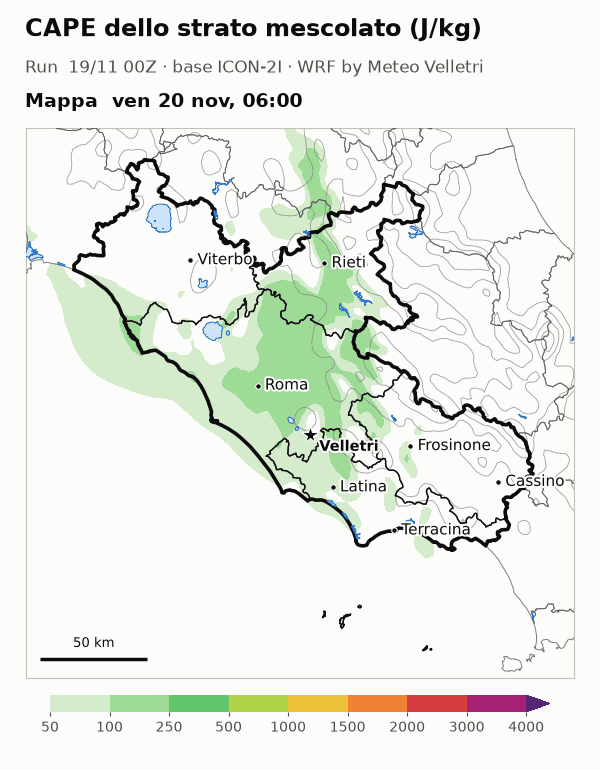 CAPE dello strato mescolato (J/kg)
Run  19/11 00Z · base ICON-2I · WRF by Meteo Velletri
Mappa  ven 20 nov, 06:00
Viterbo
Rieti
Roma
Velletri
Frosinone
Latina
Cassino
Terracina
50 km
50 100 250 500 1000 1500 2000 3000 4000